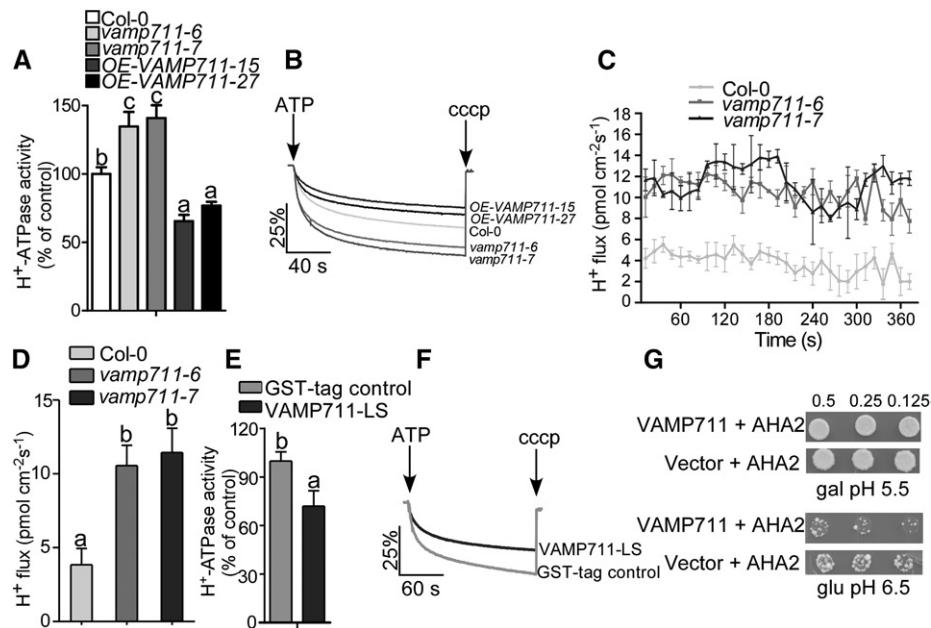 A
Col-0
vamp711-6
vamp711-7
OE-VAMP711-15
OE-VAMP711-27
H+-ATPase activity
(% of control)
150
100
50
0
b
c
c
a
a
B
ATP
cccp
OE-VAMP711-15
OE-VAMP711-27
Col-0
vamp711-6
vamp711-7
25%
40 s
C
Col-0
vamp711-6
vamp711-7
H+ flux (pmol cm-2s-1)
18
16
14
12
10
8
6
4
2
0
60 120 180 240 300 360
Time (s)
D
Col-0
vamp711-6
vamp711-7
H+ flux (pmol cm-2s-1)
15
10
5
0
a
b
b
E
GST-tag control
VAMP711-LS
H+-ATPase activity
(% of control)
120
90
60
30
0
b
a
F
ATP
cccp
VAMP711-LS
GST-tag control
25%
60 s
G
0.5 0.25 0.125
VAMP711 + AHA2
Vector + AHA2
gal pH 5.5
VAMP711 + AHA2
Vector + AHA2
glu pH 6.5